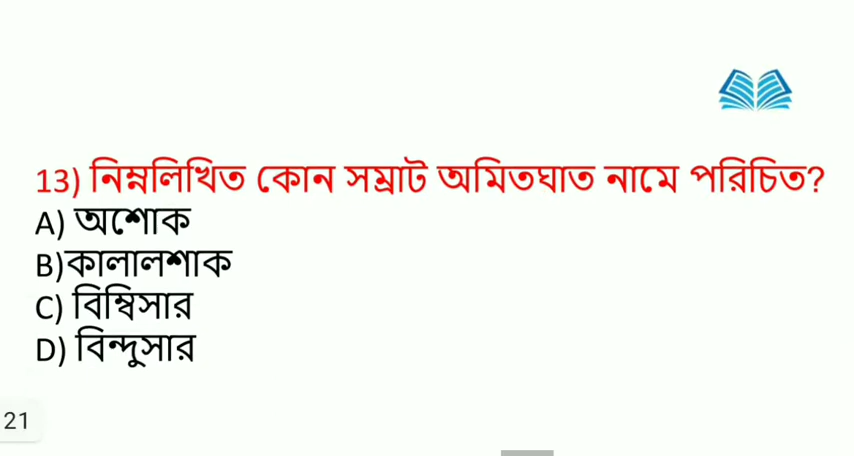 13) নিম্নলিখিত কোন সম্রাট অমিতঘাত নামে পরিচিত?
A) অশোক
B)কালালশাক
C) বিম্বিসার
D) বিন্দুসার
21